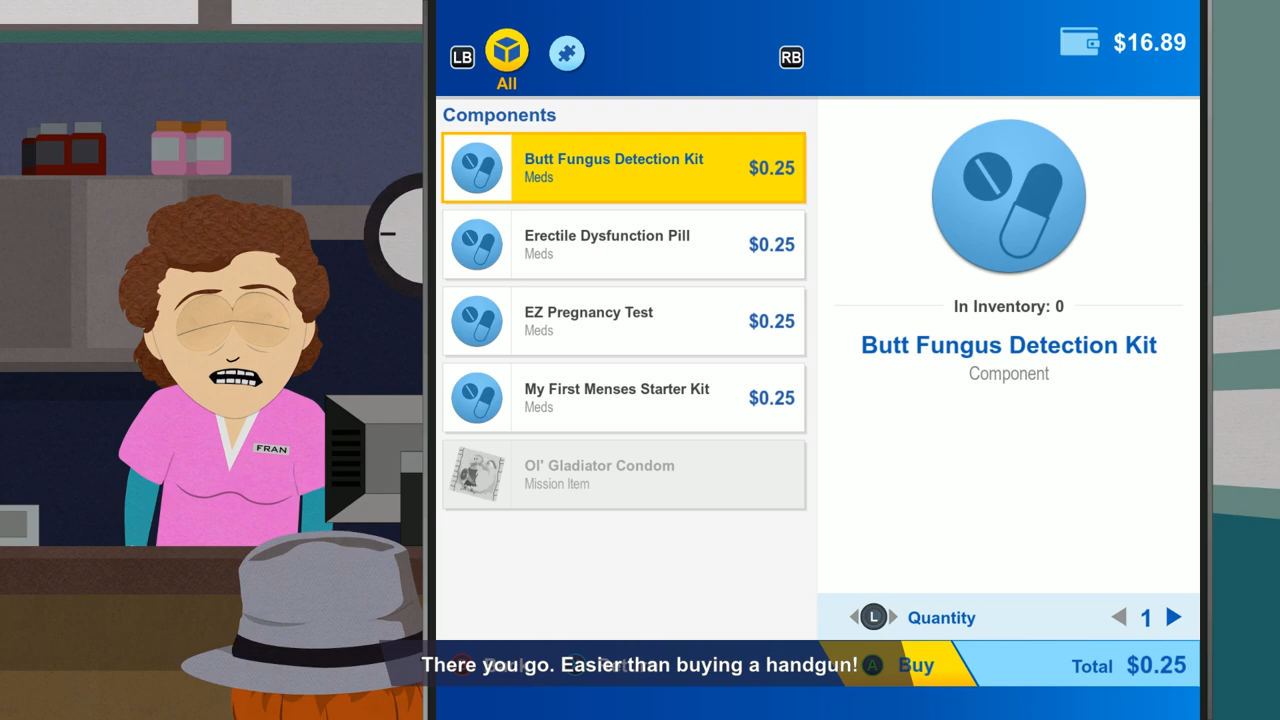 LB
RB
$16.89
All
Components
Butt Fungus Detection Kit
Meds
$0.25
Erectile Dysfunction Pill
Meds
$0.25
EZ Pregnancy Test
Meds
$0.25
My First Menses Starter Kit
Meds
$0.25
Ol' Gladiator Condom
Mission Item
In Inventory: 0
Butt Fungus Detection Kit
Component
FRAN
L Quantity 1
There you go. Easier than buying a handgun!
A Buy
Total $0.25